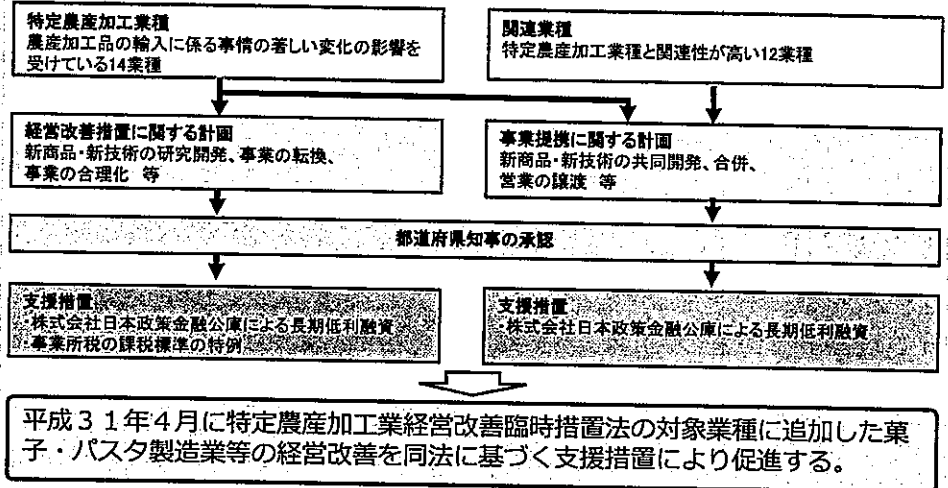 特定農産加工業種
農産加工品の輸入に係る事情の著しい変化の影響を
受けている14業種
関連業種
特定農産加工業種と関連性が高い12業種
経営改善措置に関する計画
新商品・新技術の研究開発、事業の転換、
事業の合理化 等
事業提携に関する計画
新商品・新技術の共同開発、合併、
営業の譲渡 等
都道府県知事の承認
支援措置
・株式会社日本政策金融公庫による長期低利融資
・事業所税の課税標準の特例
支援措置
・株式会社日本政策金融公庫による長期低利融資
平成31年4月に特定農産加工業経営改善臨時措置法の対象業種に追加した菓
子・パスタ製造業等の経営改善を同法に基づく支援措置により促進する。